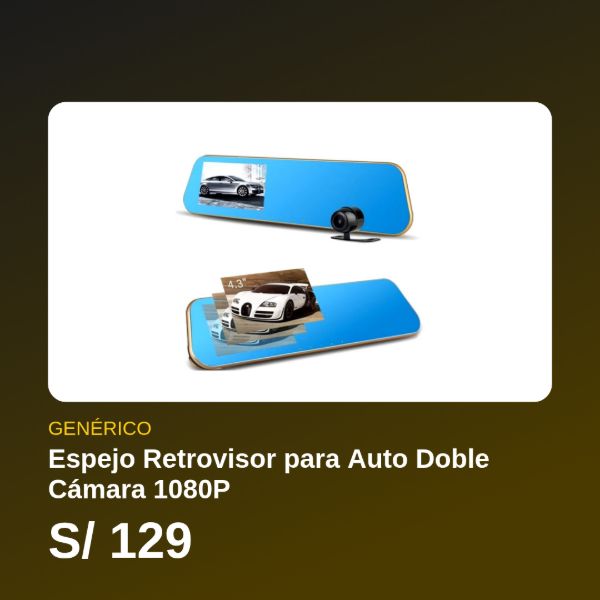 4.3"
GENÉRICO
Espejo Retrovisor para Auto Doble
Cámara 1080P
S/ 129